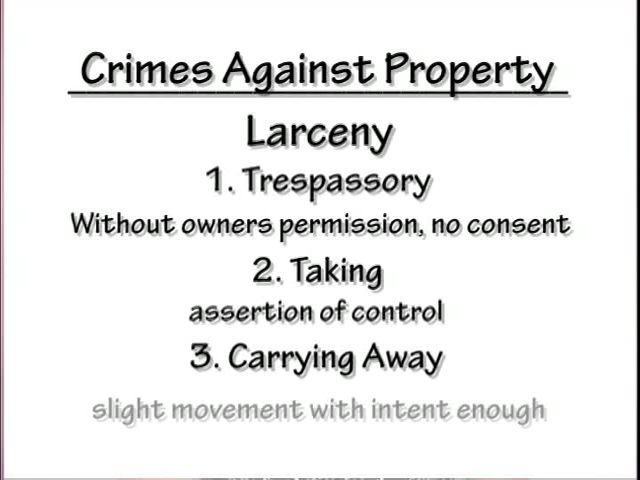 Crimes Against Property
Larceny
1. Trespassory
Without owners permission, no consent
2. Taking
assertion of control
3. Carrying Away
slight movement with intent enough